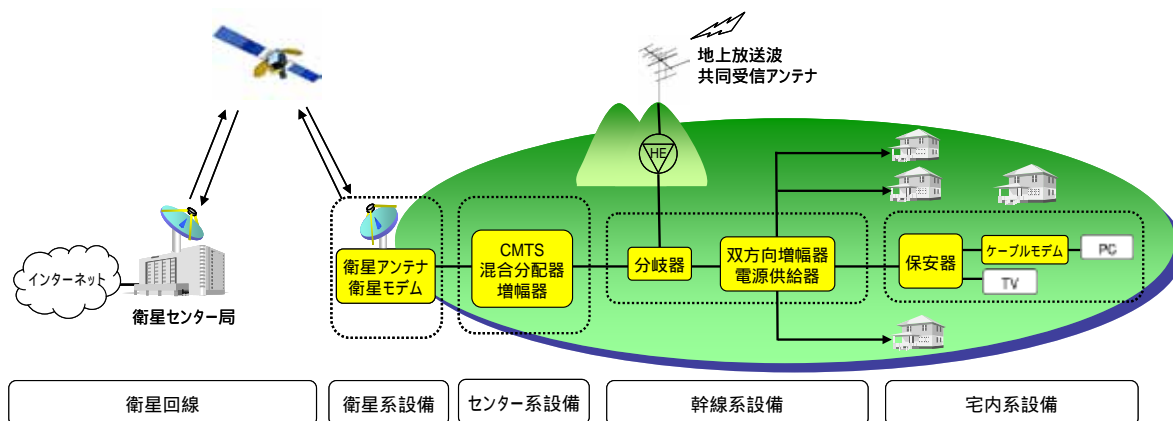 地上放送波
共同受信アンテナ
HE
インターネット
衛星センター局
衛星アンテナ
衛星モデム
CMTS
混合分配器
増幅器
分岐器
双方向増幅器
電源供給器
保安器
ケーブルモデム
PC
TV
衛星回線
衛星系設備
センター系設備
幹線系設備
宅内系設備